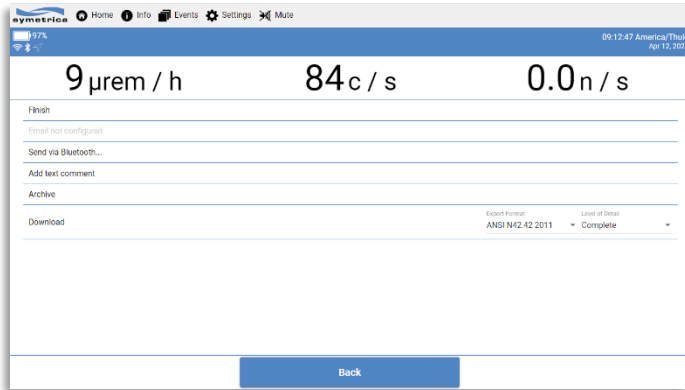 symetrica Home Info Events Settings Mute
97%
09:12:47 America/Thul
Apr 12, 202
9 µrem / h 84 c / s 0.0 n / s
Finish
Email not configured
Send via Bluetooth...
Add text comment
Archive
Export Format Level of Detail
Download ANSI N42.42 2011 Complete
Back